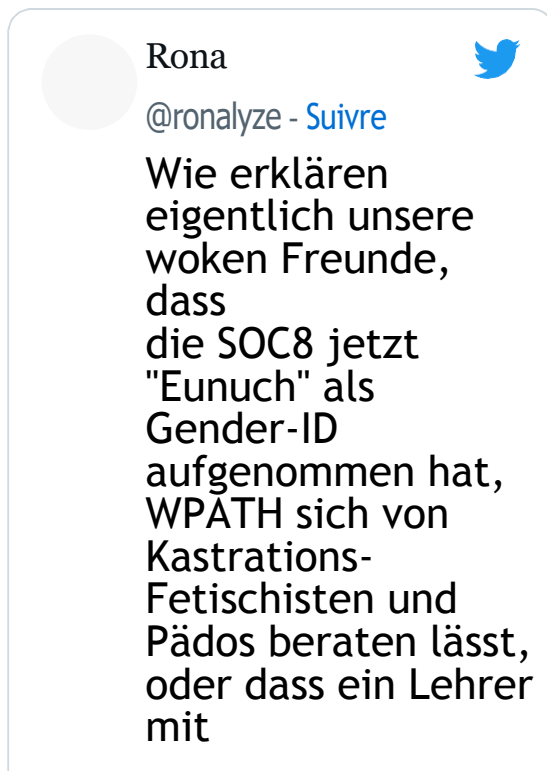 Rona
@ronalyze - Suivre
Wie erklären
eigentlich unsere
woken Freunde,
dass
die SOC8 jetzt
"Eunuch" als
Gender-ID
aufgenommen hat,
WPATH sich von
Kastrations-
Fetischisten und
Pädos beraten lässt,
oder dass ein Lehrer
mit